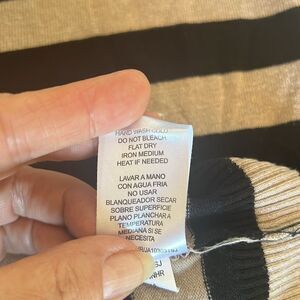 HAND WASH COLD
DO NOT BLEACH
FLAT DRY
IRON MEDIUM
HEAT IF NEEDED
LAVAR A MANO
CON AGUA FRIA
NO USAR
BLANQUEADOR SECAR
SOBRE SUPERFICIE
PLANO PLANCHAR A
TEMPERATURA
MEDIANA SI SE
NECESITA